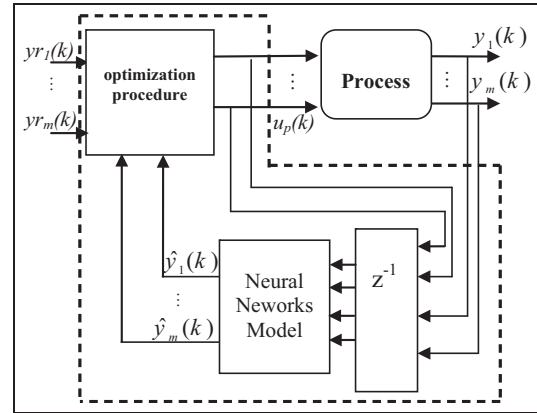 yr1(k)
⋮
yrm(k)
optimization
procedure
⋮
up(k)
Process
y1(k)
⋮
ym(k)
ŷ1(k)
⋮
ŷm(k)
Neural
Neworks
Model
z-1